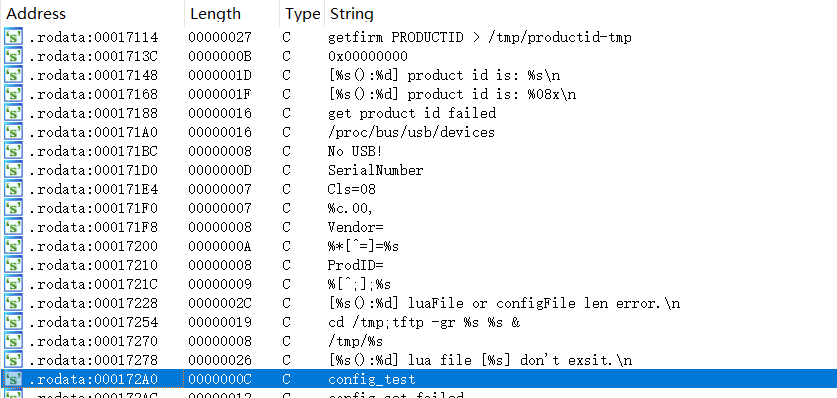 Address Length Type String
.rodata:00017114 00000027 C getfirm PRODUCTID > /tmp/productid-tmp
.rodata:0001713C 0000000B C 0x00000000
.rodata:00017148 0000001D C [%s():%d] product id is: %s\n
.rodata:00017168 0000001F C [%s():%d] product id is: %08x\n
.rodata:00017188 00000016 C get product id failed
.rodata:000171A0 00000016 C /proc/bus/usb/devices
.rodata:000171BC 00000008 C No USB!
.rodata:000171D0 0000000D C SerialNumber
.rodata:000171E4 00000007 C Cls=08
.rodata:000171F0 00000007 C %c.00,
.rodata:000171F8 00000008 C Vendor=
.rodata:00017200 0000000A C %*[^=]=%s
.rodata:00017210 00000008 C ProdID=
.rodata:0001721C 00000009 C %[^;];%s
.rodata:00017228 0000002C C [%s():%d] luaFile or configFile len error.\n
.rodata:00017254 00000019 C cd /tmp;tftp -gr %s %s &
.rodata:00017270 00000008 C /tmp/%s
.rodata:00017278 00000026 C [%s():%d] lua file [%s] don't exsit.\n
.rodata:000172A0 0000000C C config_test